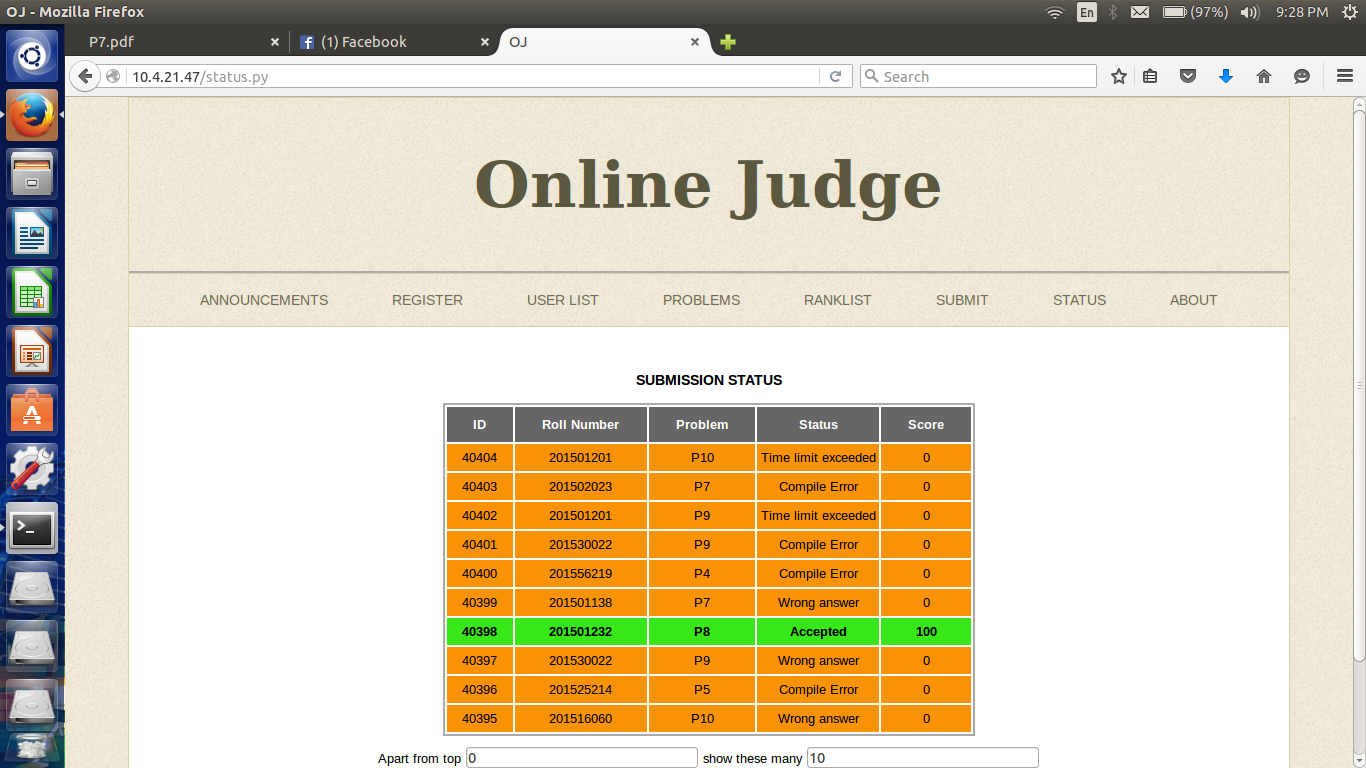 OJ - Mozilla Firefox En (97%) 9:28 PM
P7.pdf (1) Facebook OJ
10.4.21.47/status.py Search
Online Judge
ANNOUNCEMENTS REGISTER USER LIST PROBLEMS RANKLIST SUBMIT STATUS ABOUT
SUBMISSION STATUS
ID Roll Number Problem Status Score
40404 201501201 P10 Time limit exceeded 0
40403 201502023 P7 Compile Error 0
40402 201501201 P9 Time limit exceeded 0
40401 201530022 P9 Compile Error 0
40400 201556219 P4 Compile Error 0
40399 201501138 P7 Wrong answer 0
40398 201501232 P8 Accepted 100
40397 201530022 P9 Wrong answer 0
40396 201525214 P5 Compile Error 0
40395 201516060 P10 Wrong answer 0
Apart from top 0 show these many 10